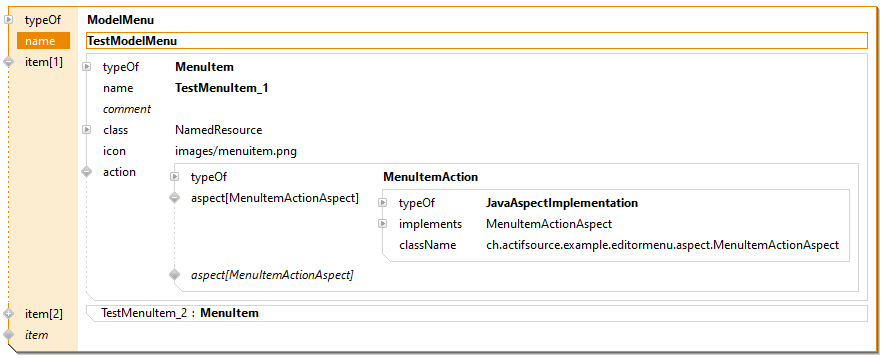 typeOf ModelMenu
name TestModelMenu
item[1] typeOf MenuItem
name TestMenuItem_1
comment
class NamedResource
icon images/menuitem.png
action typeOf MenuItemAction
aspect[MenuItemActionAspect] typeOf JavaAspectImplementation
implements MenuItemActionAspect
className ch.actifsource.example.editormenu.aspect.MenuItemActionAspect
aspect[MenuItemActionAspect]
item[2] TestMenuItem_2 : MenuItem
item